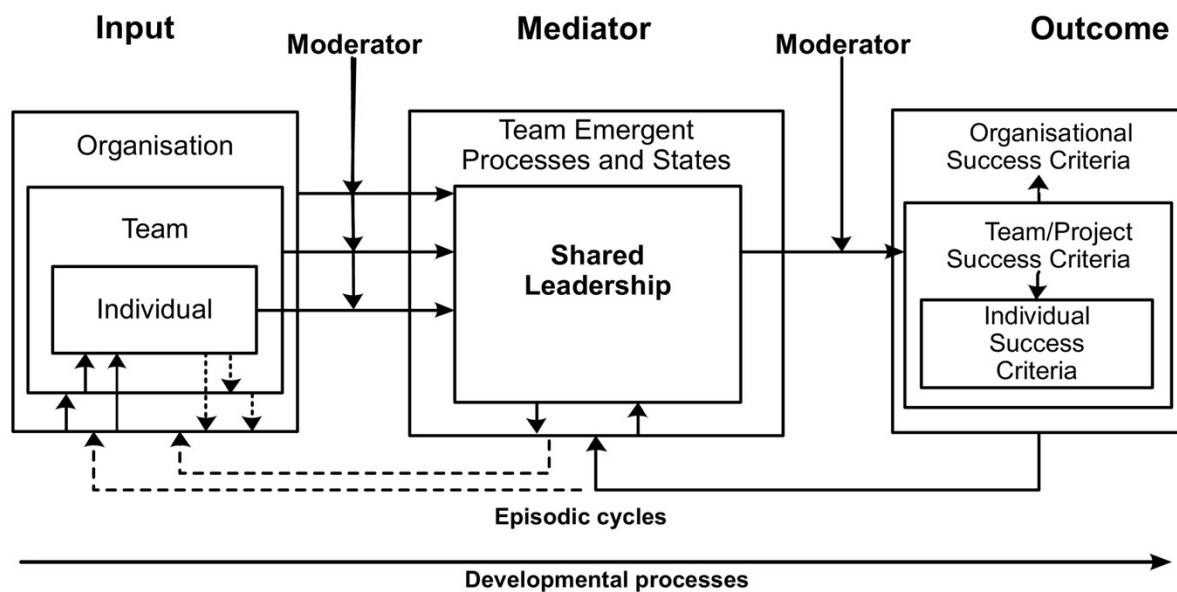 Input
Mediator
Outcome
Moderator
Moderator
Organisation
Team
Individual
Team Emergent
Processes and States
Shared
Leadership
Organisational
Success Criteria
Team/Project
Success Criteria
Individual
Success
Criteria
Episodic cycles
Developmental processes